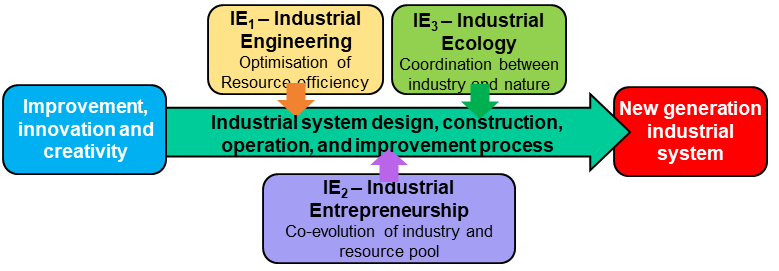 IE₁ – Industrial
Engineering
Optimisation of
Resource efficiency
IE₃ – Industrial
Ecology
Coordination between
industry and nature
Improvement,
innovation and
creativity
Industrial system design, construction,
operation, and improvement process
New generation
industrial
system
IE₂ – Industrial
Entrepreneurship
Co-evolution of industry and
resource pool